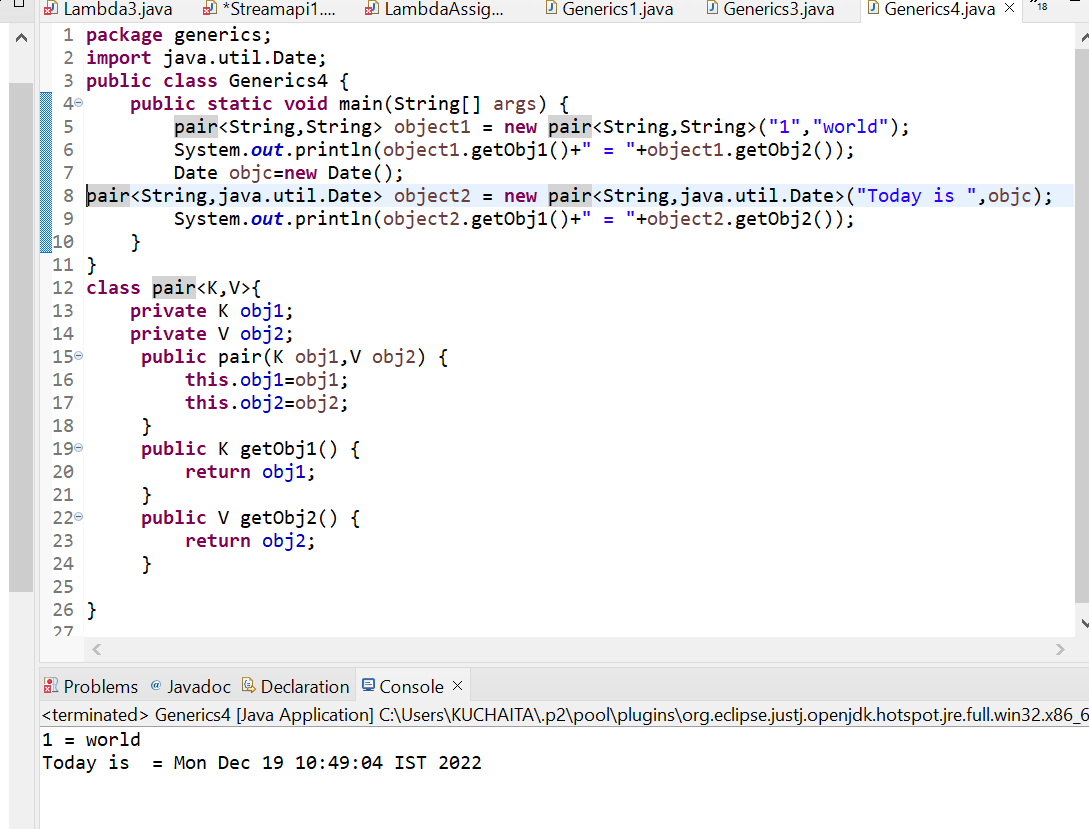 Lambda3.java *Streamapi1.... LambdaAssig... Generics1.java Generics3.java Generics4.java 18
1 package generics;
2 import java.util.Date;
3 public class Generics4 {
4 public static void main(String[] args) {
5 pair<String,String> object1 = new pair<String,String>("1","world");
6 System.out.println(object1.getObj1()+" = "+object1.getObj2());
7 Date objc=new Date();
8 pair<String,java.util.Date> object2 = new pair<String,java.util.Date>("Today is ",objc);
9 System.out.println(object2.getObj1()+" = "+object2.getObj2());
10 }
11 }
12 class pair<K,V>{
13 private K obj1;
14 private V obj2;
15 public pair(K obj1,V obj2) {
16 this.obj1=obj1;
17 this.obj2=obj2;
18 }
19 public K getObj1() {
20 return obj1;
21 }
22 public V getObj2() {
23 return obj2;
24 }
25
26 }
27
Problems @ Javadoc Declaration Console
<terminated> Generics4 [Java Application] C:\Users\KUCHAITA\.p2\pool\plugins\org.eclipse.justj.openjdk.hotspot.jre.full.win32.x86_6
1 = world
Today is  = Mon Dec 19 10:49:04 IST 2022